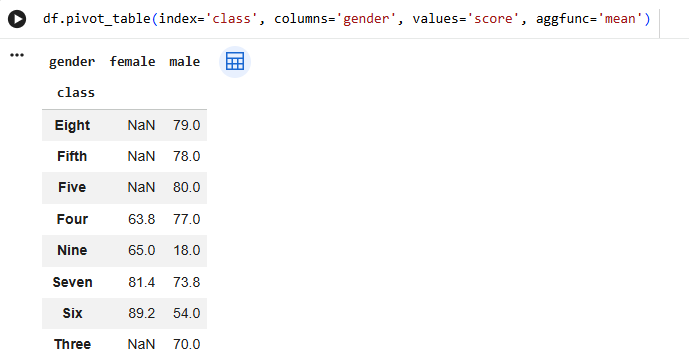 df.pivot_table(index='class', columns='gender', values='score', aggfunc='mean')
gender female male
class
Eight NaN 79.0
Fifth NaN 78.0
Five NaN 80.0
Four 63.8 77.0
Nine 65.0 18.0
Seven 81.4 73.8
Six 89.2 54.0
Three NaN 70.0